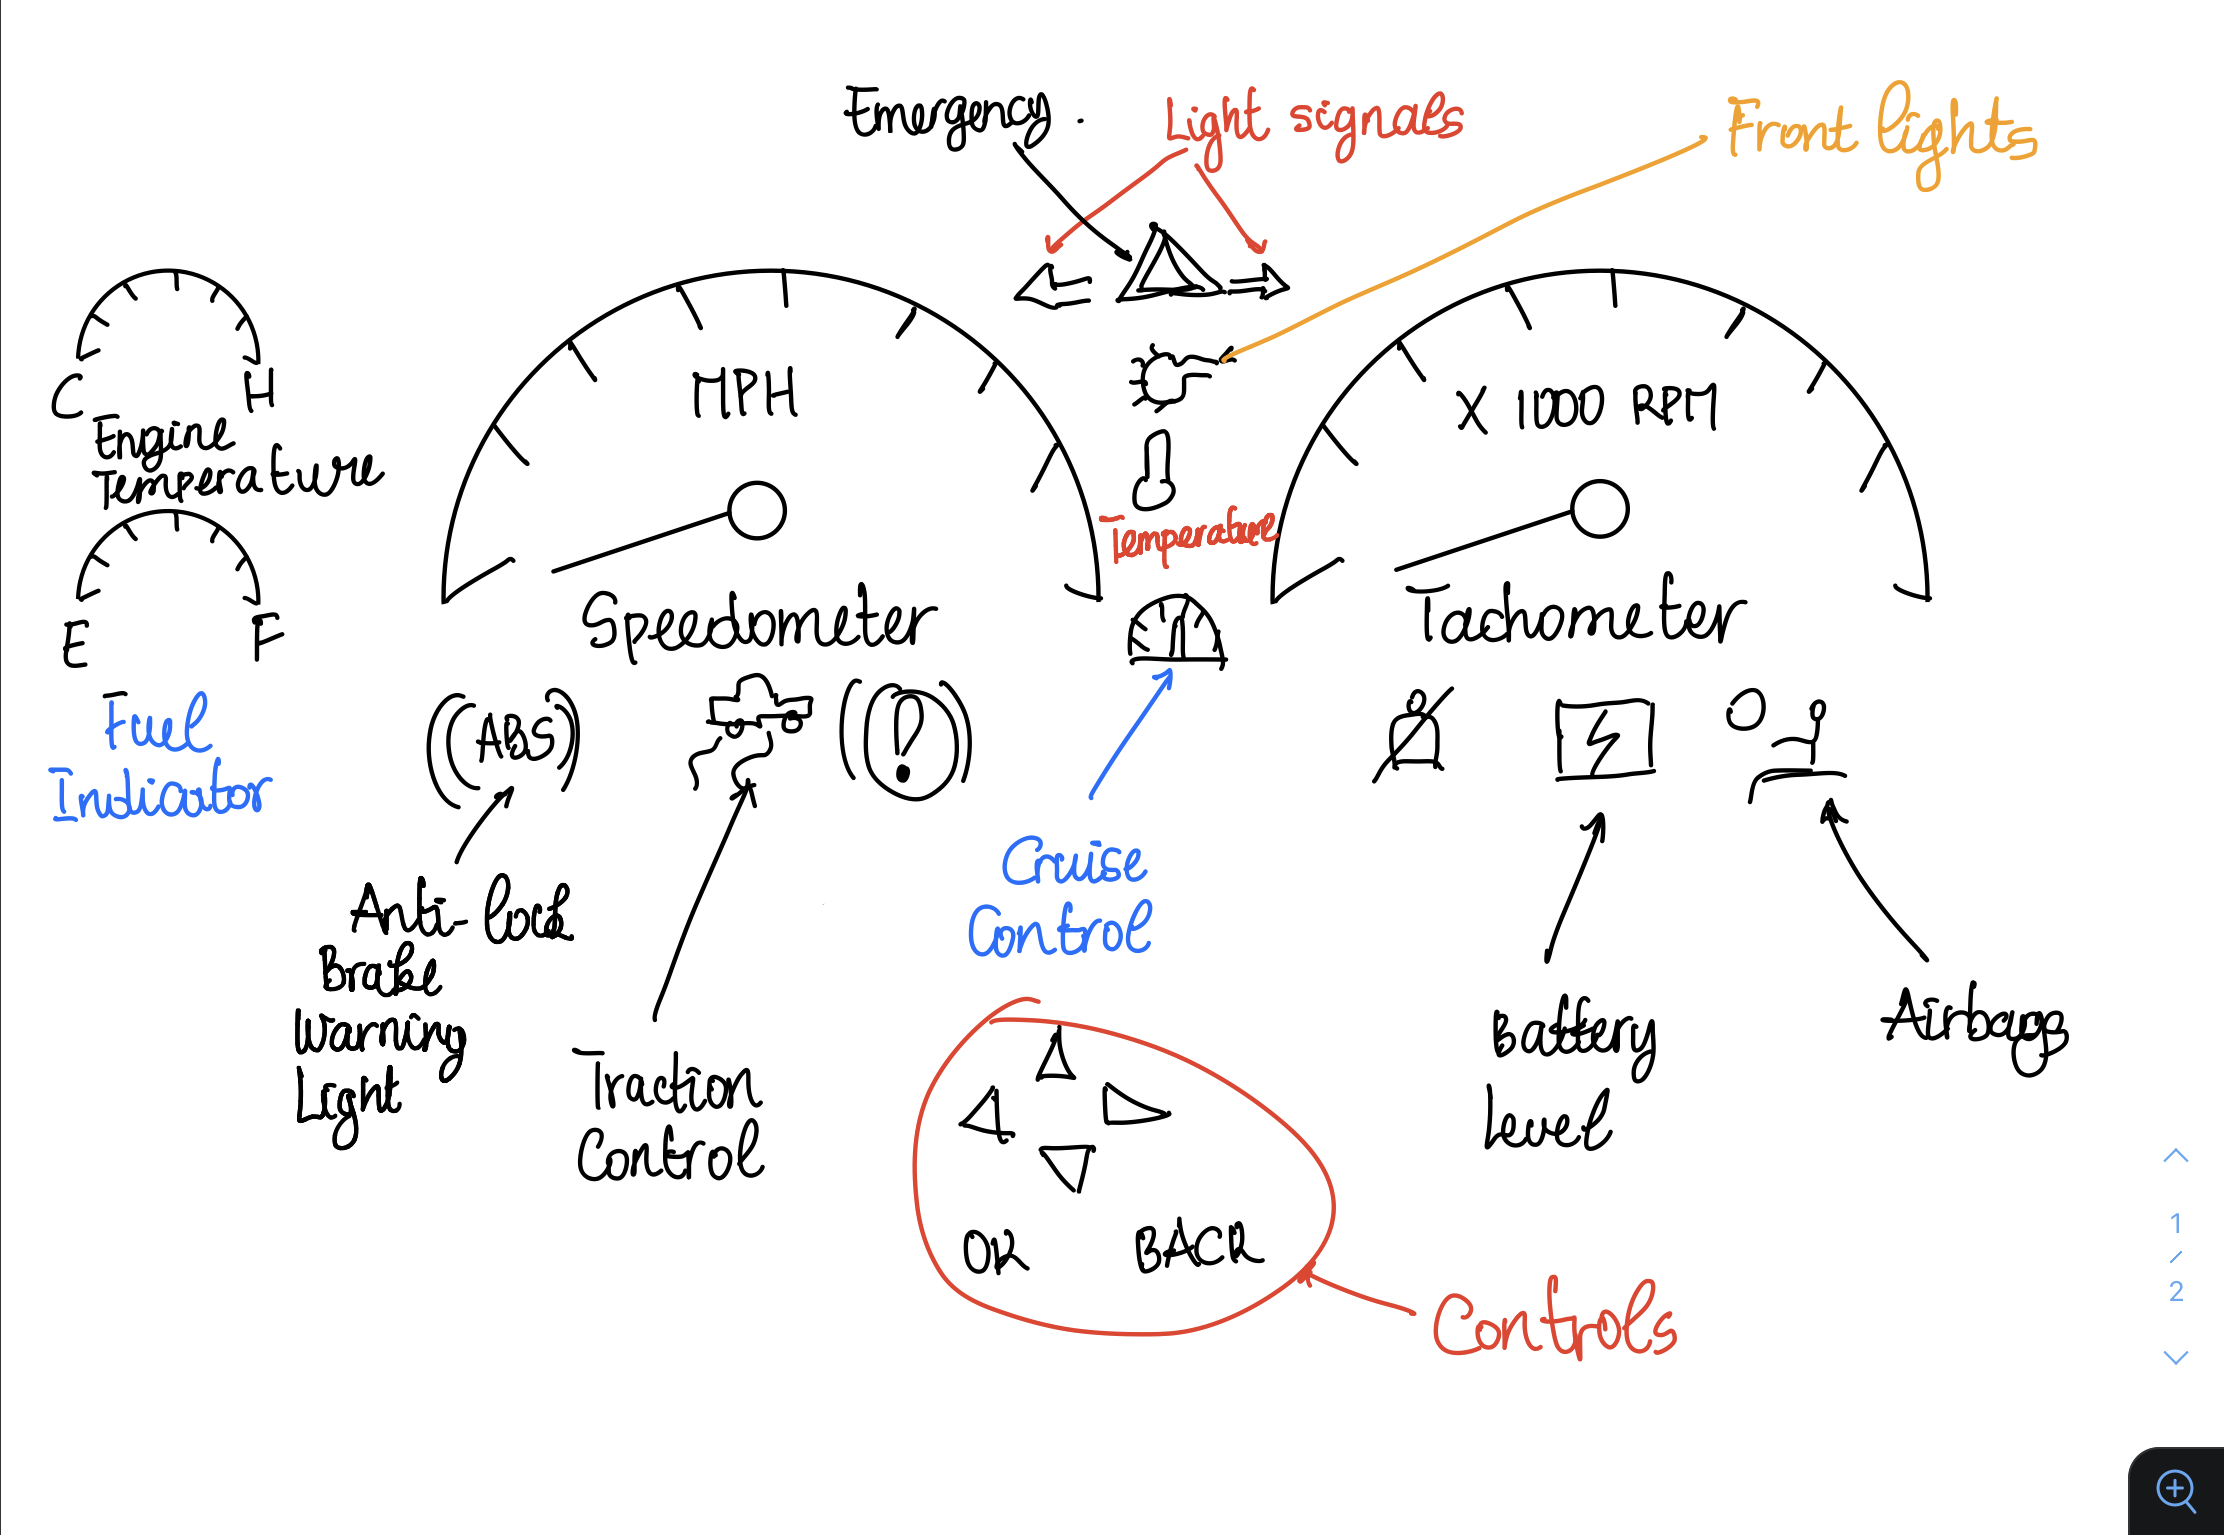 Emergency.
Light signals
Front lights
C
H
Engine
Temperature
MPH
X 1000 RPM
Temperature
E
F
Speedometer
Tachometer
Fuel
Indicator
ABS
!
Cruise
Control
Anti-lock
Brake
Warning
Light
Traction
Control
Battery
Level
Airbags
OK
BACK
Controls
1
/
2